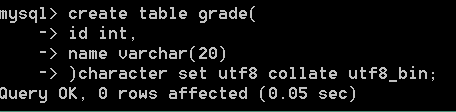 mysql> create table grade(
    -> id int,
    -> name varchar(20)
    -> )character set utf8 collate utf8_bin;
Query OK, 0 rows affected (0.05 sec)